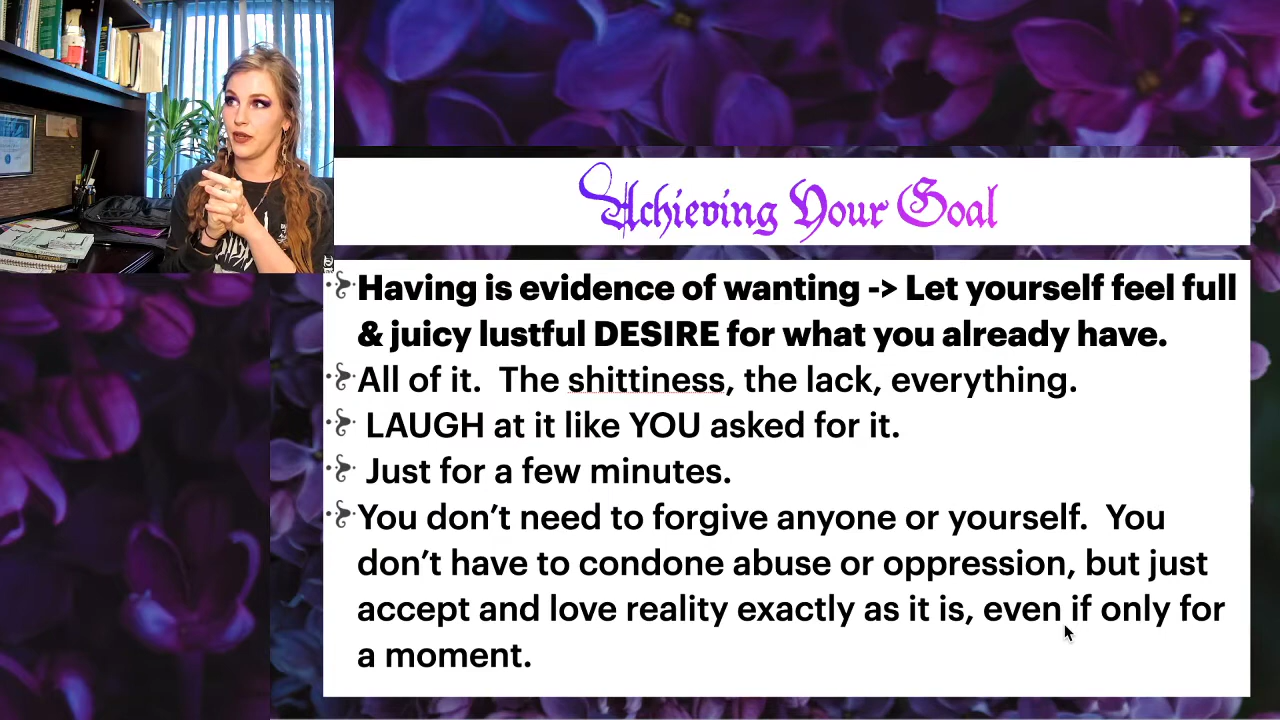 Achieving Your Goal
Having is evidence of wanting -> Let yourself feel full
& juicy lustful DESIRE for what you already have.
All of it.  The shittiness, the lack, everything.
LAUGH at it like YOU asked for it.
Just for a few minutes.
You don’t need to forgive anyone or yourself.  You
don’t have to condone abuse or oppression, but just
accept and love reality exactly as it is, even if only for
a moment.